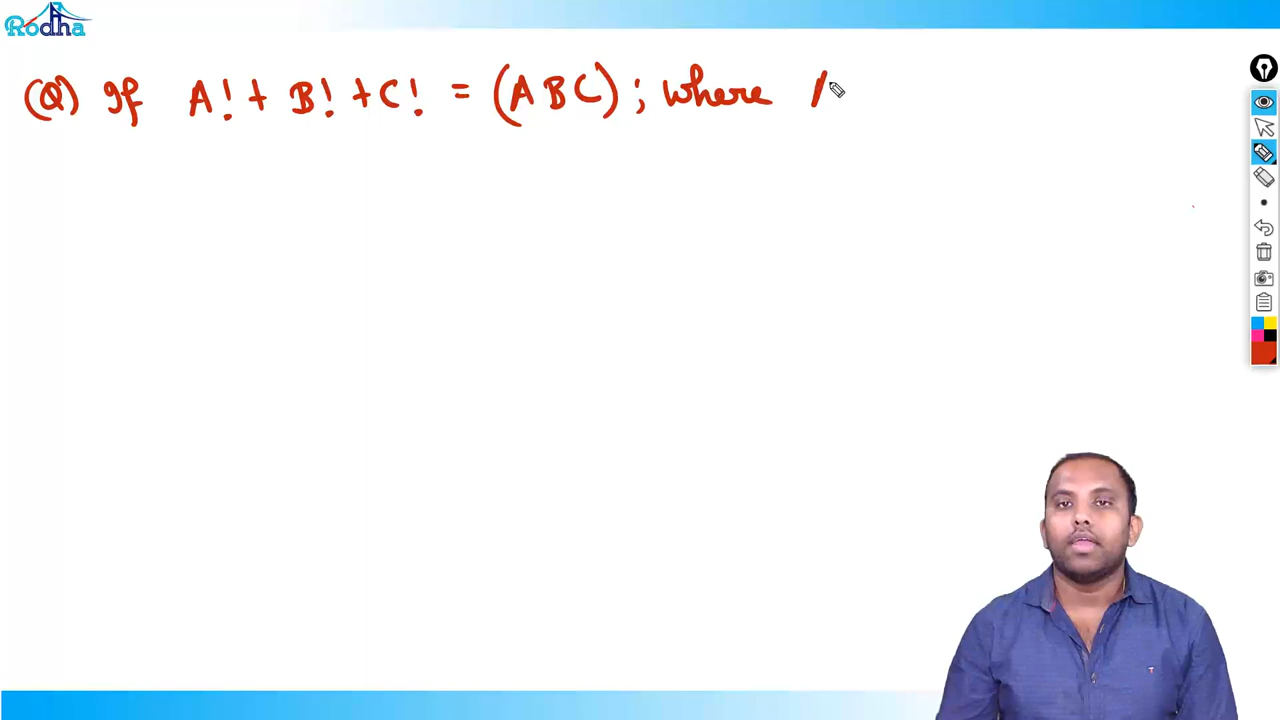 Rodha
(Q) If A! + B! + C! = (ABC) ; where